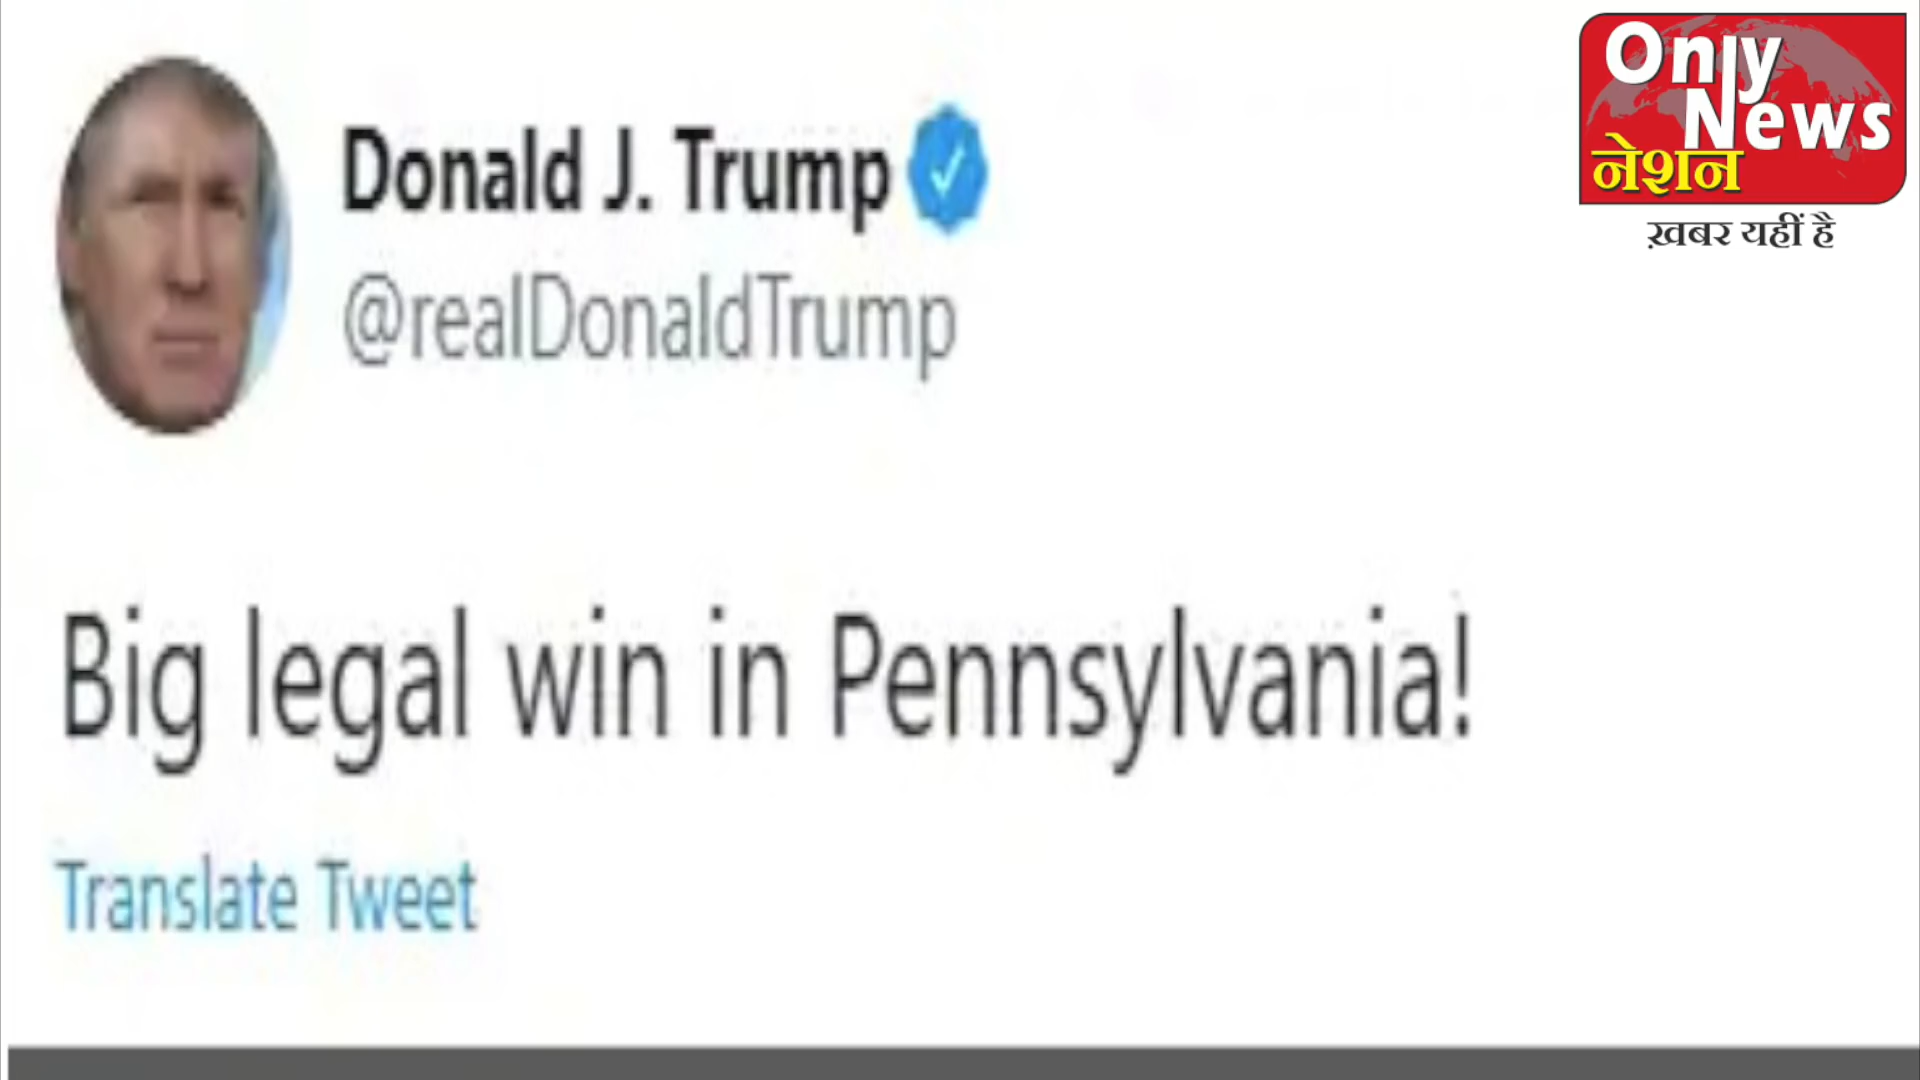 Donald J. Trump
@realDonaldTrump
Only
News
नेशन
ख़बर यहीं है
Big legal win in Pennsylvania!
Translate Tweet